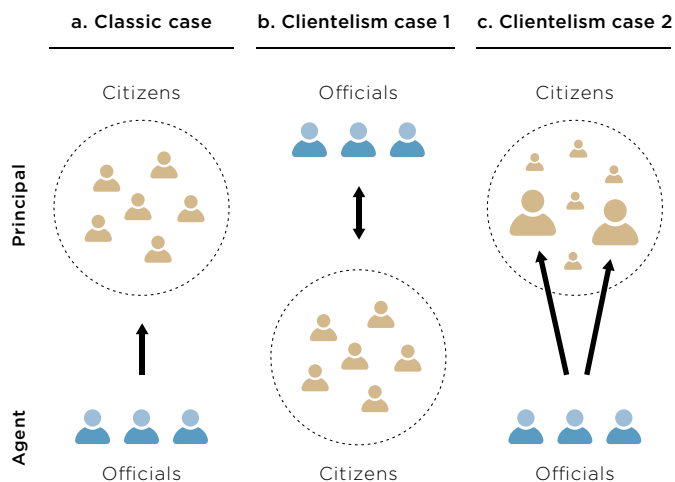 a. Classic case
b. Clientelism case 1
c. Clientelism case 2
Citizens
Officials
Citizens
Principal
Agent
Officials
Citizens
Officials